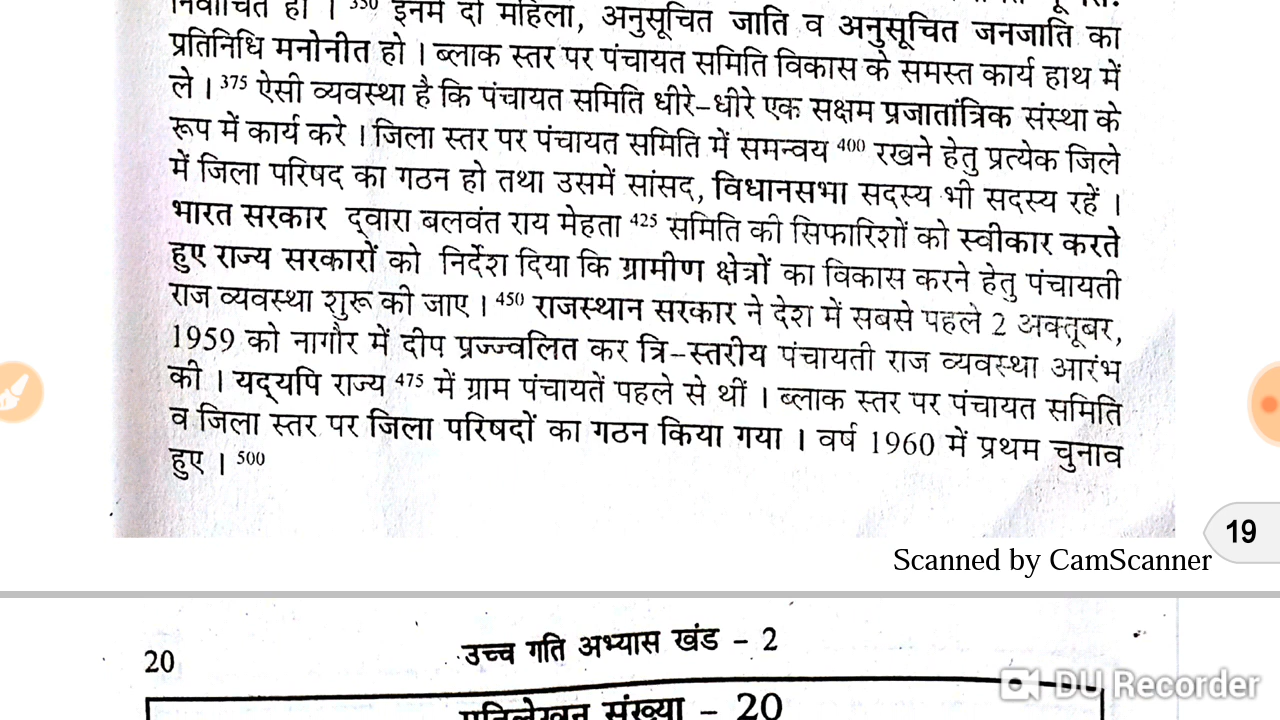 निर्वाचित हो । 350 इनमें दो महिला, अनुसूचित जाति व अनुसूचित जनजाति का
प्रतिनिधि मनोनीत हो । ब्लाक स्तर पर पंचायत समिति विकास के समस्त कार्य हाथ में
ले । 375 ऐसी व्यवस्था है कि पंचायत समिति धीरे-धीरे एक सक्षम प्रजातांत्रिक संस्था के
रूप में कार्य करे । जिला स्तर पर पंचायत समिति में समन्वय 400 रखने हेतु प्रत्येक जिले
में जिला परिषद का गठन हो तथा उसमें सांसद, विधानसभा सदस्य भी सदस्य रहें ।
भारत सरकार द्वारा बलवंत राय मेहता 425 समिति की सिफारिशों को स्वीकार करते
हुए राज्य सरकारों को निर्देश दिया कि ग्रामीण क्षेत्रों का विकास करने हेतु पंचायती
राज व्यवस्था शुरू की जाए । 450 राजस्थान सरकार ने देश में सबसे पहले 2 अक्तूबर,
1959 को नागौर में दीप प्रज्ज्वलित कर त्रि-स्तरीय पंचायती राज व्यवस्था आरंभ
की । यद्यपि राज्य 475 में ग्राम पंचायतें पहले से थीं । ब्लाक स्तर पर पंचायत समिति
व जिला स्तर पर जिला परिषदों का गठन किया गया । वर्ष 1960 में प्रथम चुनाव
हुए । 500
19
Scanned by CamScanner
20 उच्च गति अभ्यास खंड - 2
DU Recorder
प्रतिलेखन संख्या - 20